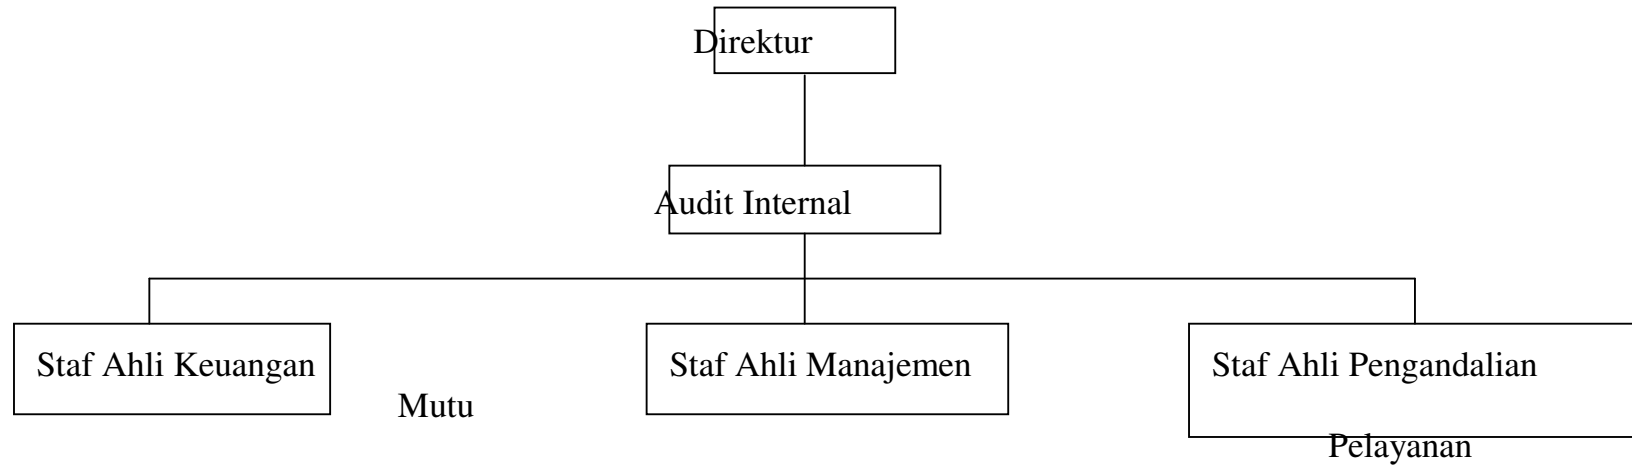 Direktur
Audit Internal
Staf Ahli Keuangan
Staf Ahli Manajemen
Staf Ahli Pengandalian
Mutu
Pelayanan